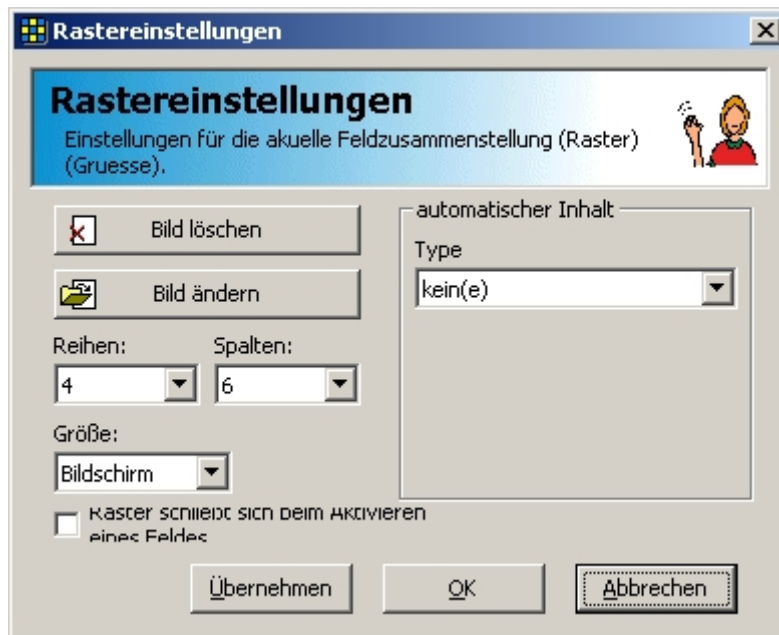 Rastereinstellungen
Rastereinstellungen
Einstellungen für die akuelle Feldzusammenstellung (Raster)
(Gruesse).
Bild löschen
Bild ändern
Reihen:
Spalten:
4
6
Größe:
Bildschirm
Raster schließt sich beim Aktivieren
eines Feldes
automatischer Inhalt
Type
kein(e)
Übernehmen
OK
Abbrechen